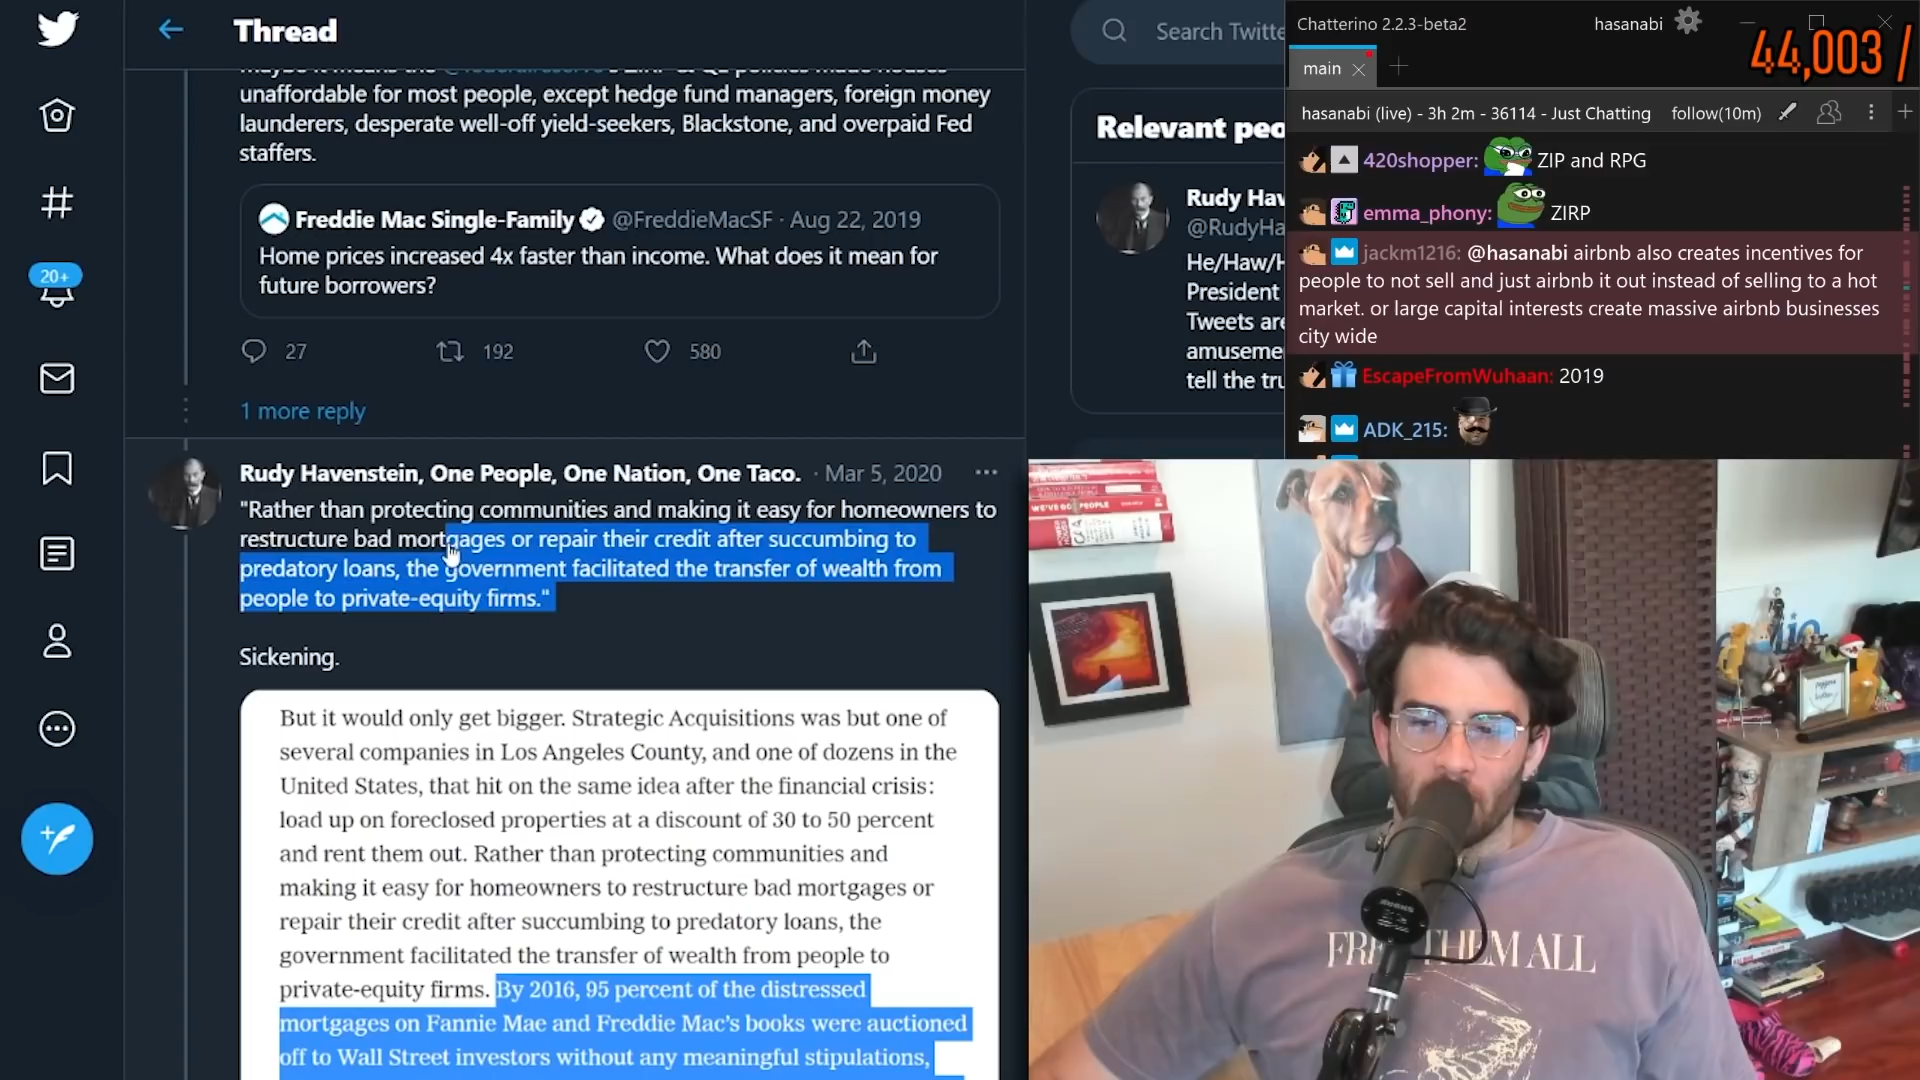 Thread
unaffordable for most people, except hedge fund managers, foreign money
launderers, desperate well-off yield-seekers, Blackstone, and overpaid Fed
staffers.
Freddie Mac Single-Family @FreddieMacSF · Aug 22, 2019
Home prices increased 4x faster than income. What does it mean for
future borrowers?
27 192 580
1 more reply
20+
Rudy Havenstein, One People, One Nation, One Taco. · Mar 5, 2020
"Rather than protecting communities and making it easy for homeowners to
restructure bad mortgages or repair their credit after succumbing to
predatory loans, the government facilitated the transfer of wealth from
people to private-equity firms."
Sickening.
But it would only get bigger. Strategic Acquisitions was but one of
several companies in Los Angeles County, and one of dozens in the
United States, that hit on the same idea after the financial crisis:
load up on foreclosed properties at a discount of 30 to 50 percent
and rent them out. Rather than protecting communities and
making it easy for homeowners to restructure bad mortgages or
repair their credit after succumbing to predatory loans, the
government facilitated the transfer of wealth from people to
private-equity firms. By 2016, 95 percent of the distressed
mortgages on Fannie Mae and Freddie Mac's books were auctioned
off to Wall Street investors without any meaningful stipulations,
Search Twitte
Relevant peo
Rudy Hav
@RudyHa
He/Haw/H
President
Tweets are
amuseme
tell the tru
Chatterino 2.2.3-beta2 hasanabi
44,003 /
main
hasanabi (live) - 3h 2m - 36114 - Just Chatting follow(10m)
420shopper: ZIP and RPG
emma_phony: ZIRP
jackm1216: @hasanabi airbnb also creates incentives for
people to not sell and just airbnb it out instead of selling to a hot
market. or large capital interests create massive airbnb businesses
city wide
EscapeFromWuhaan: 2019
ADK_215:
FREE THEM ALL